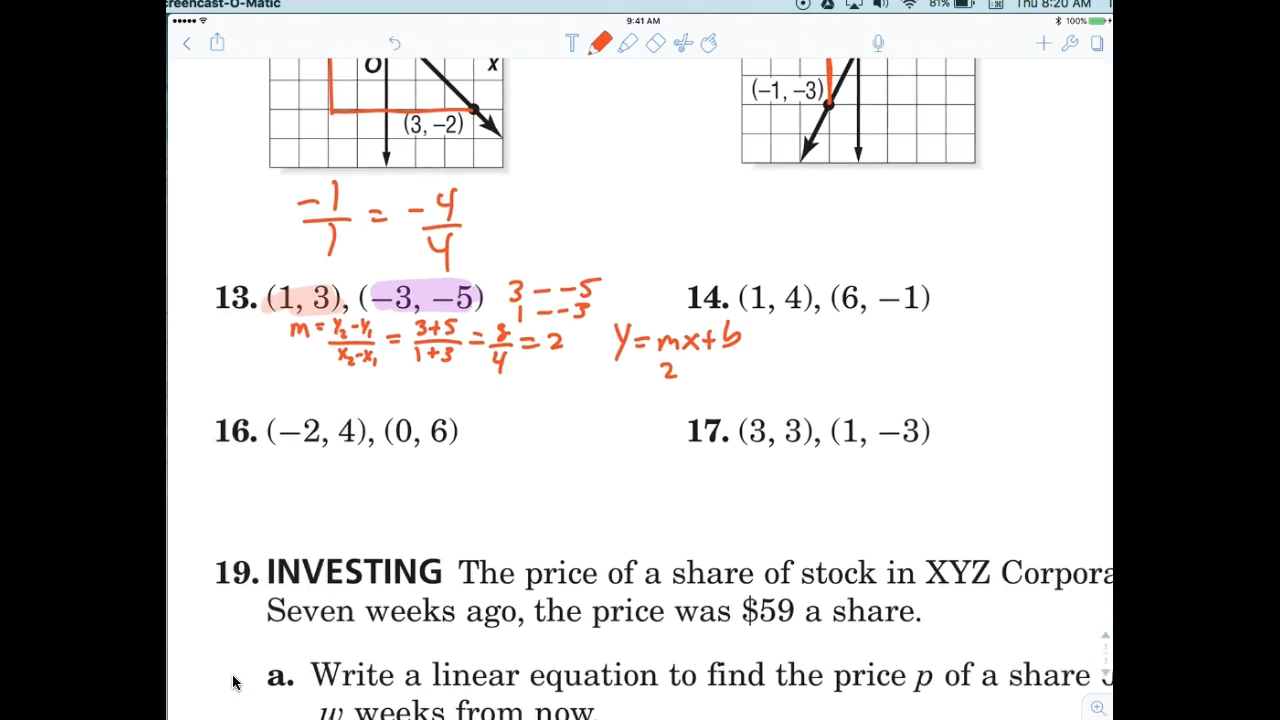 reencast-O-Matic 81% Thu 8:20 AM
9:41 AM 100%
T
O x
(3, −2)
(−1, −3)
-1/1 = -4/4
13. (1, 3), (−3, −5) 3 - -5
1 - -3
m = y₂-y₁/x₂-x₁ = 3+5/1+3 = 8/4 = 2 y = mx + b
2
14. (1, 4), (6, −1)
16. (−2, 4), (0, 6)
17. (3, 3), (1, −3)
19. INVESTING The price of a share of stock in XYZ Corpora
Seven weeks ago, the price was $59 a share.
a. Write a linear equation to find the price p of a share
w weeks from now.